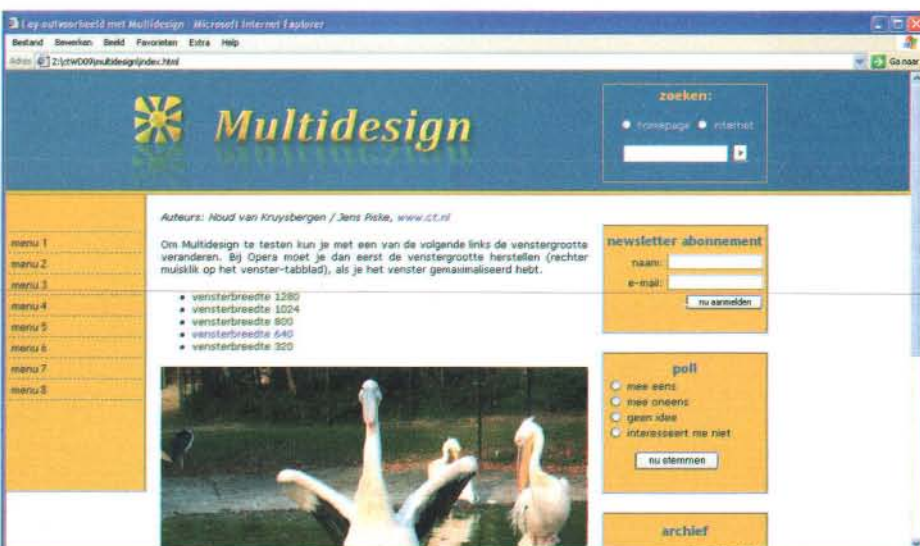 Lay-outvoorbeeld met Multidesign - Microsoft Internet Explorer
Bestand Bewerken Beeld Favorieten Extra Help
Adres Z:\ctWD09\multidesign\index.html Ga naar
Multidesign
zoeken:
homepage internet
Auteurs: Noud van Kruysbergen / Jens Piske, www.ct.nl
Om Multidesign te testen kun je met een van de volgende links de venstergrootte
veranderen. Bij Opera moet je dan eerst de venstergrootte herstellen (rechter
muisklik op het venster-tabblad), als je het venster gemaximaliseerd hebt.
vensterbreedte 1280
vensterbreedte 1024
vensterbreedte 800
vensterbreedte 640
vensterbreedte 320
menu 1
menu 2
menu 3
menu 4
menu 5
menu 6
menu 7
menu 8
newsletter abonnement
naam:
e-mail:
nu aanmelden
poll
mee eens
mee oneens
geen idee
interesseert me niet
nu stemmen
archief